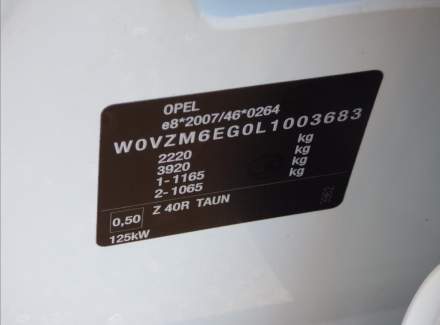 OPEL
e8*2007/46*0264
W0VZM6EG0L1003683
2220 kg
3920 kg
1-1165 kg
2-1065 kg
0,50 Z 40R TAUN
125kW